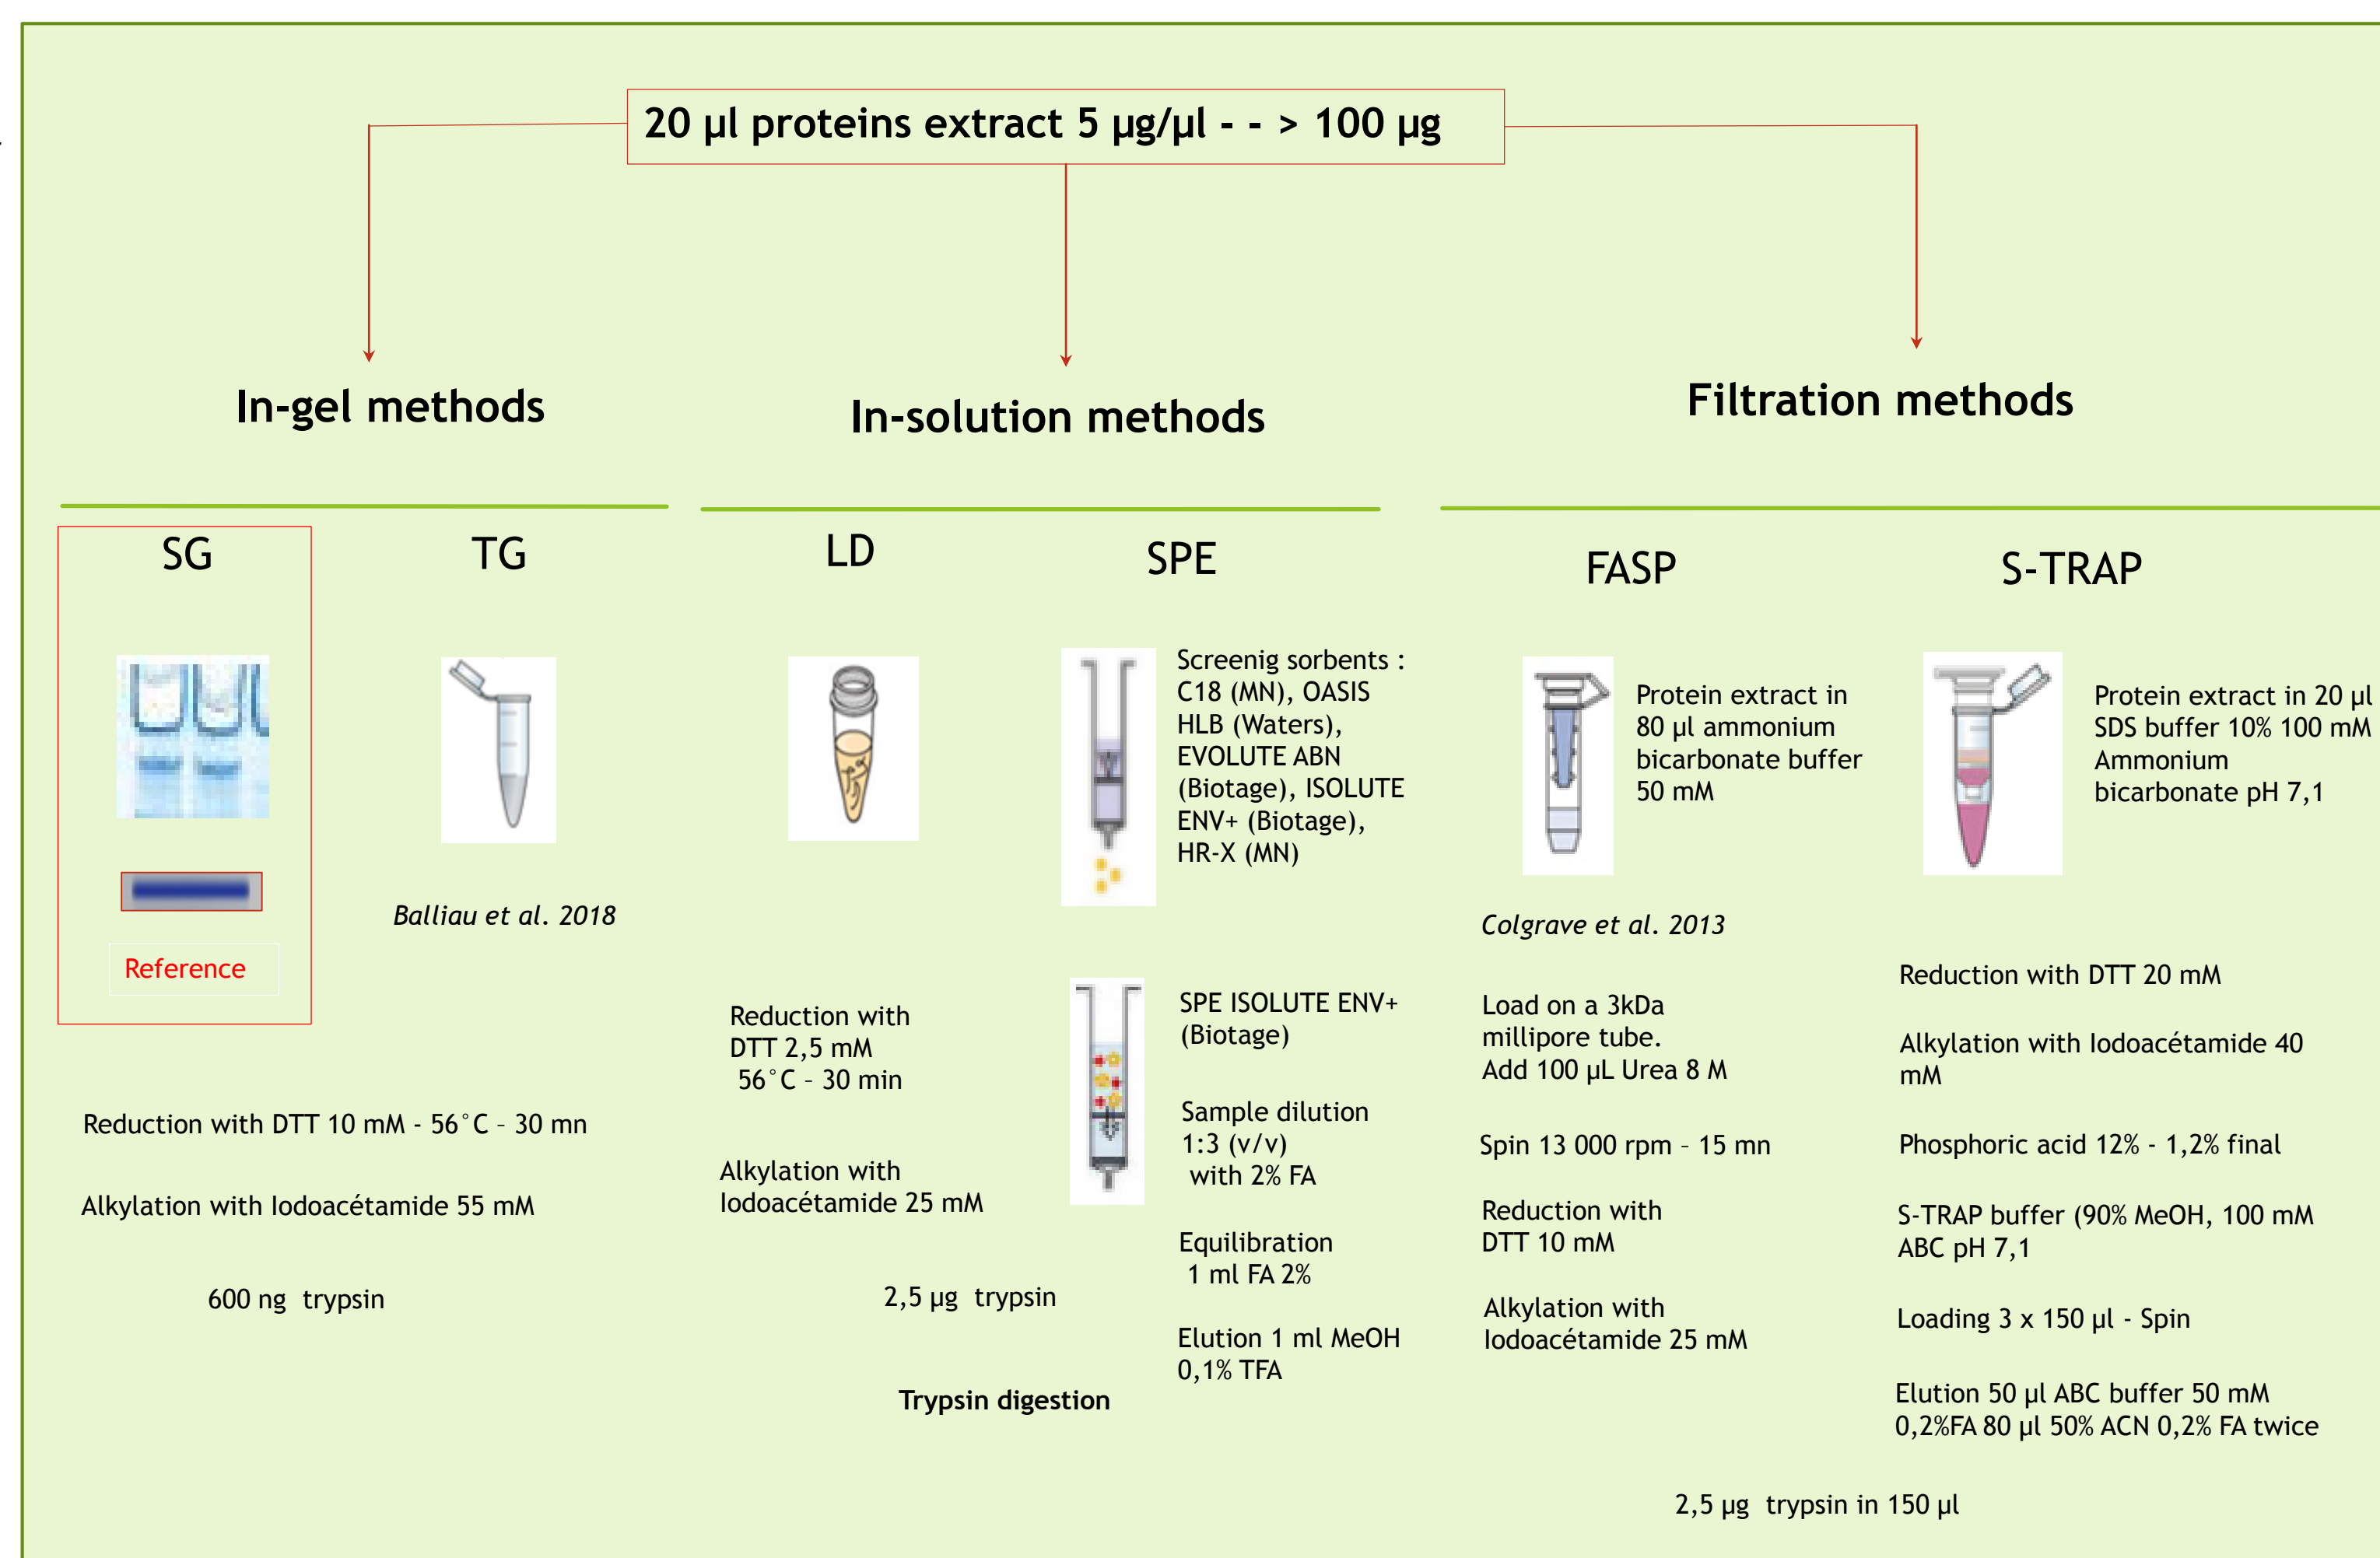 20 µl proteins extract 5 µg/µl - - > 100 µg
In-gel methods
In-solution methods
Filtration methods
SG
Reference
TG
Balliau et al. 2018
Reduction with DTT 10 mM - 56°C – 30 mn
Alkylation with Iodoacétamide 55 mM
600 ng trypsin
LD
Reduction with
DTT 2,5 mM
56°C – 30 min
Alkylation with
Iodoacétamide 25 mM
2,5 µg trypsin
Trypsin digestion
SPE
Screenig sorbents :
C18 (MN), OASIS
HLB (Waters),
EVOLUTE ABN
(Biotage), ISOLUTE
ENV+ (Biotage),
HR-X (MN)
SPE ISOLUTE ENV+
(Biotage)
Sample dilution
1:3 (v/v)
with 2% FA
Equilibration
1 ml FA 2%
Elution 1 ml MeOH
0,1% TFA
FASP
Protein extract in
80 µl ammonium
bicarbonate buffer
50 mM
Colgrave et al. 2013
Load on a 3kDa
millipore tube.
Add 100 µL Urea 8 M
Spin 13 000 rpm – 15 mn
Reduction with
DTT 10 mM
Alkylation with
Iodoacétamide 25 mM
S-TRAP
Protein extract in 20 µl
SDS buffer 10% 100 mM
Ammonium
bicarbonate pH 7,1
Reduction with DTT 20 mM
Alkylation with Iodoacétamide 40
mM
Phosphoric acid 12% - 1,2% final
S-TRAP buffer (90% MeOH, 100 mM
ABC pH 7,1
Loading 3 x 150 µl - Spin
Elution 50 µl ABC buffer 50 mM
0,2%FA 80 µl 50% ACN 0,2% FA twice
2,5 µg trypsin in 150 µl